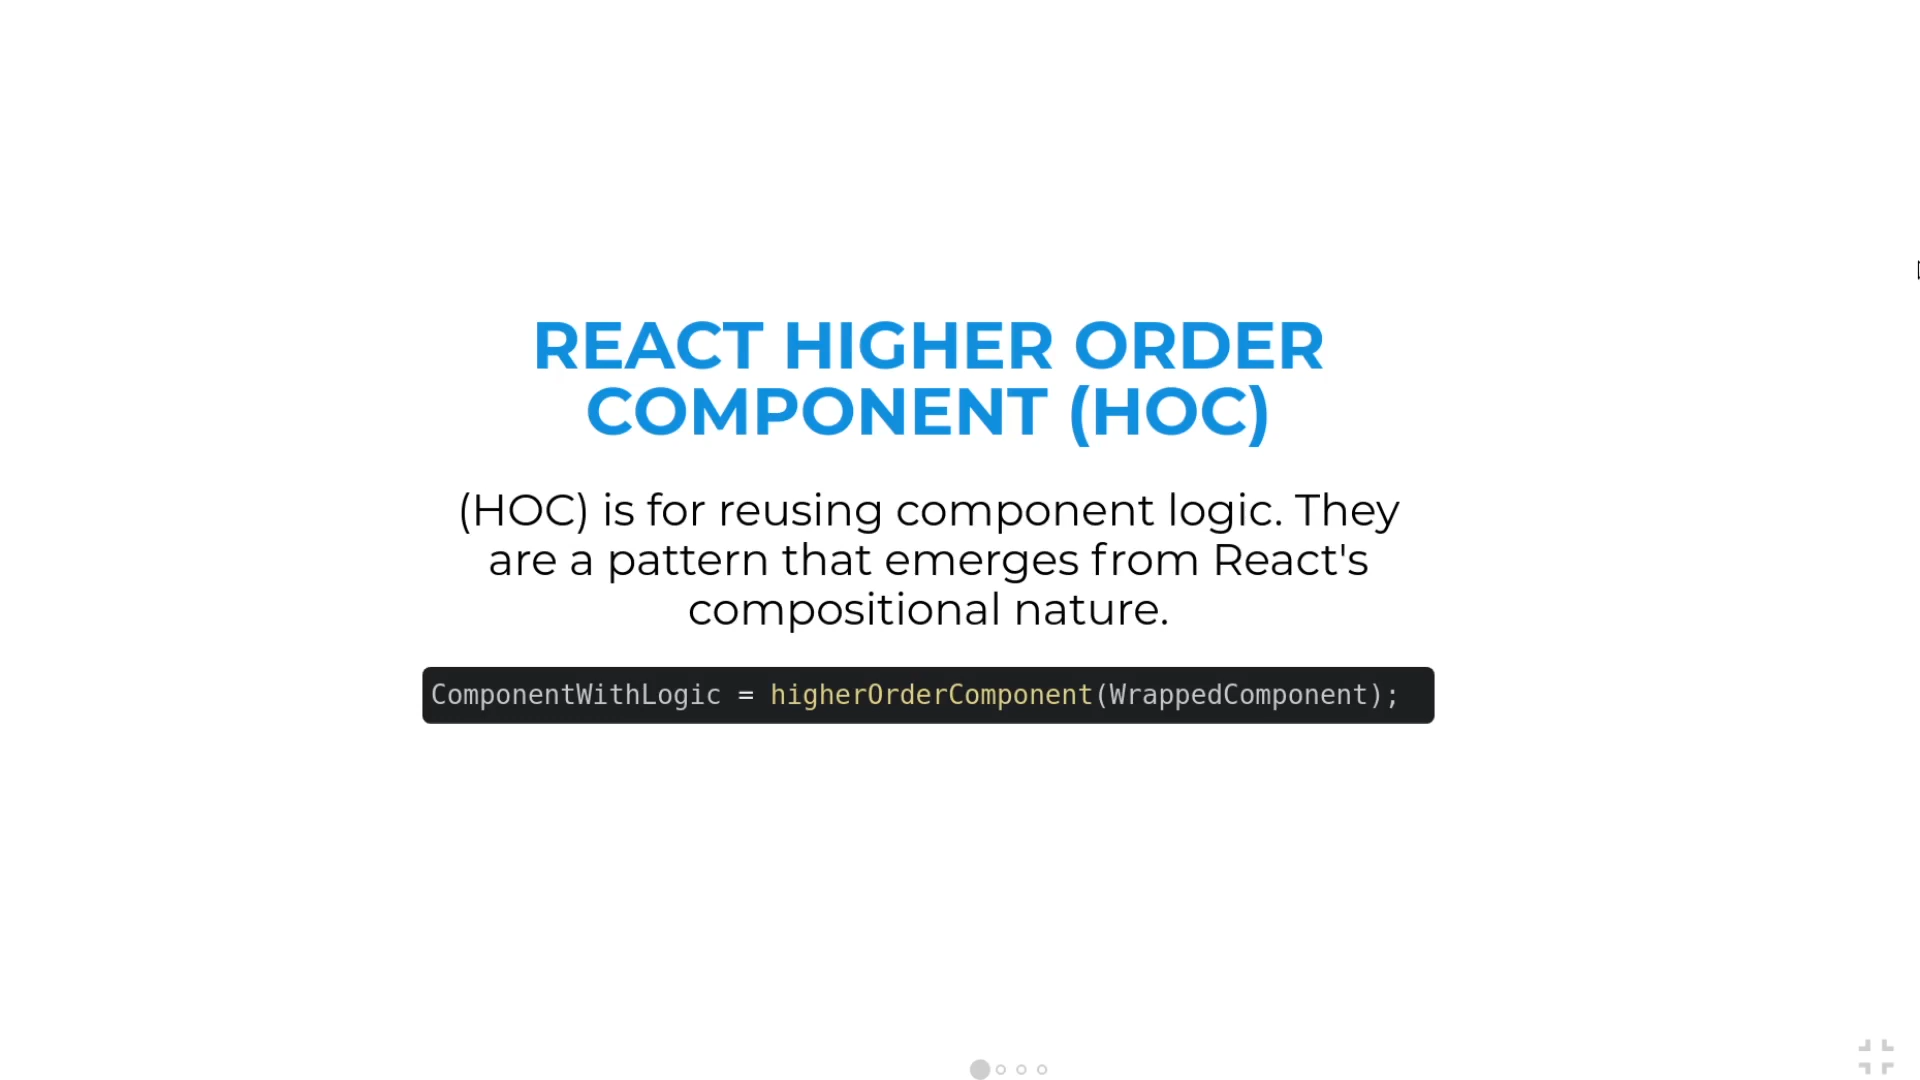 REACT HIGHER ORDER
COMPONENT (HOC)
(HOC) is for reusing component logic. They
are a pattern that emerges from React's
compositional nature.
ComponentWithLogic = higherOrderComponent(WrappedComponent);